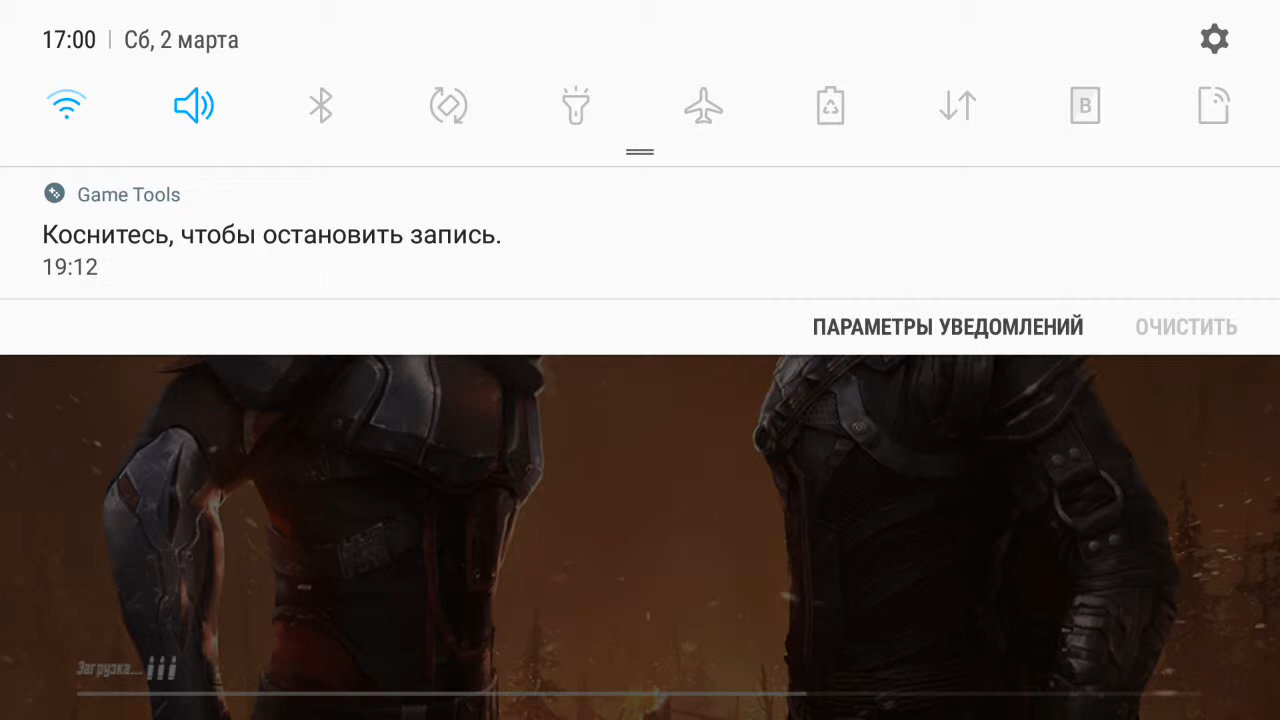 17:00 | Сб, 2 марта
B
Game Tools
Коснитесь, чтобы остановить запись.
19:12
ПАРАМЕТРЫ УВЕДОМЛЕНИЙ ОЧИСТИТЬ
Загрузка...